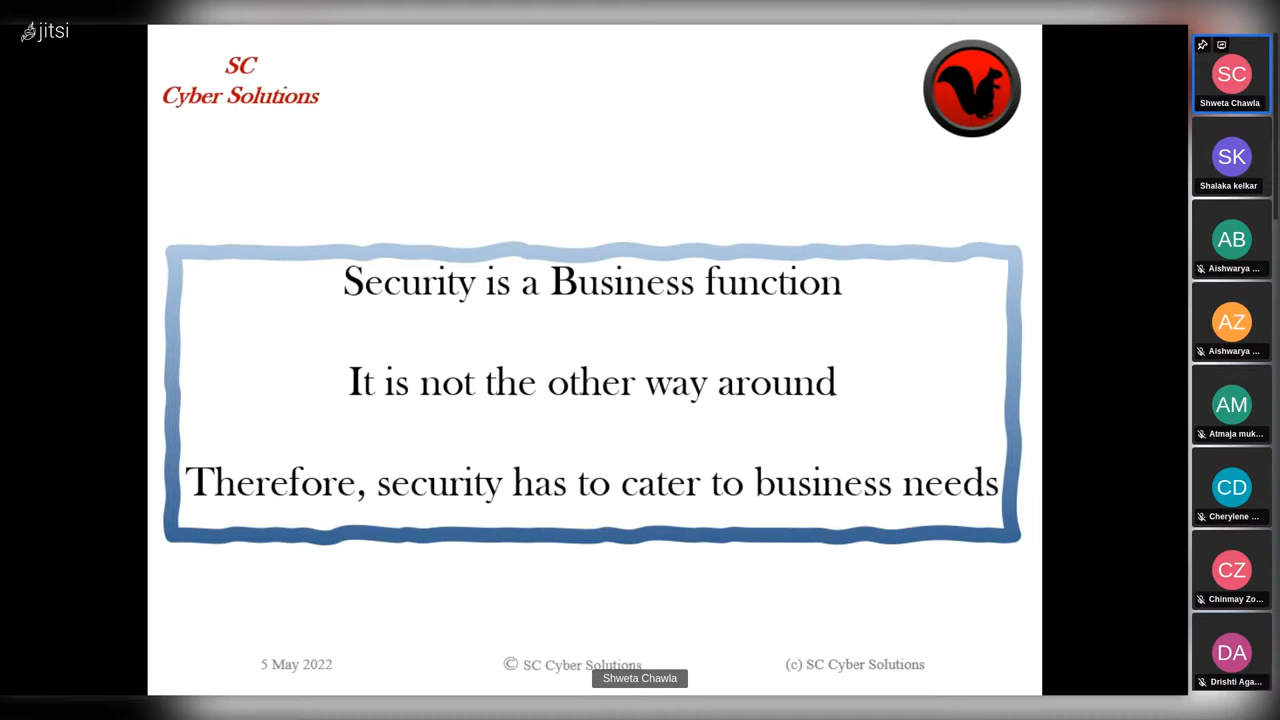 jitsi
SC
Cyber Solutions
Security is a Business function
It is not the other way around
Therefore, security has to cater to business needs
5 May 2022
© SC Cyber Solutions
(c) SC Cyber Solutions
Shweta Chawla
SC
Shweta Chawla
SK
Shalaka kelkar
AB
Aishwarya ...
AZ
Aishwarya ...
AM
Atmaja muk...
CD
Cherylene ...
CZ
Chinmay Zo...
DA
Drishti Aga...